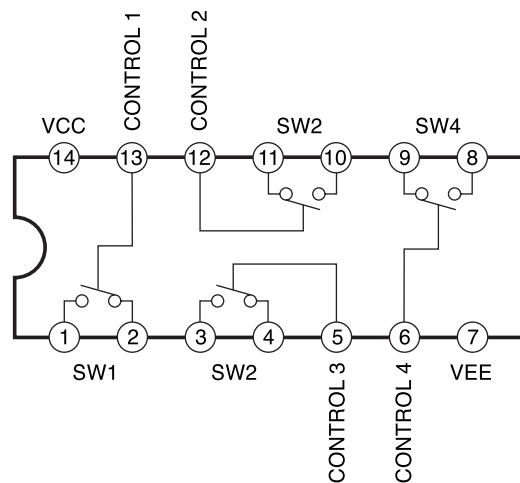 CONTROL 1
CONTROL 2
VCC
SW2
SW4
14
13
12
11
10
9
8
1
2
3
4
5
6
7
SW1
SW2
CONTROL 3
CONTROL 4
VEE